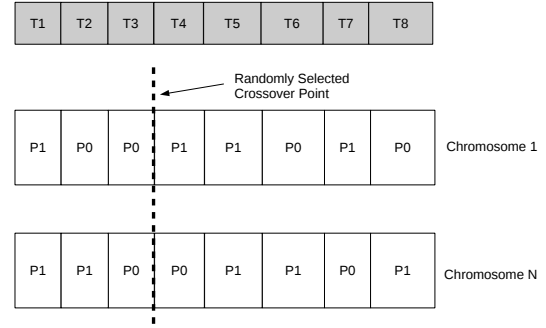 T1 T2 T3 T4 T5 T6 T7 T8
Randomly Selected
Crossover Point
P1 P0 P0 P1 P1 P0 P1 P0
Chromosome 1
P1 P1 P0 P0 P1 P1 P0 P1
Chromosome N